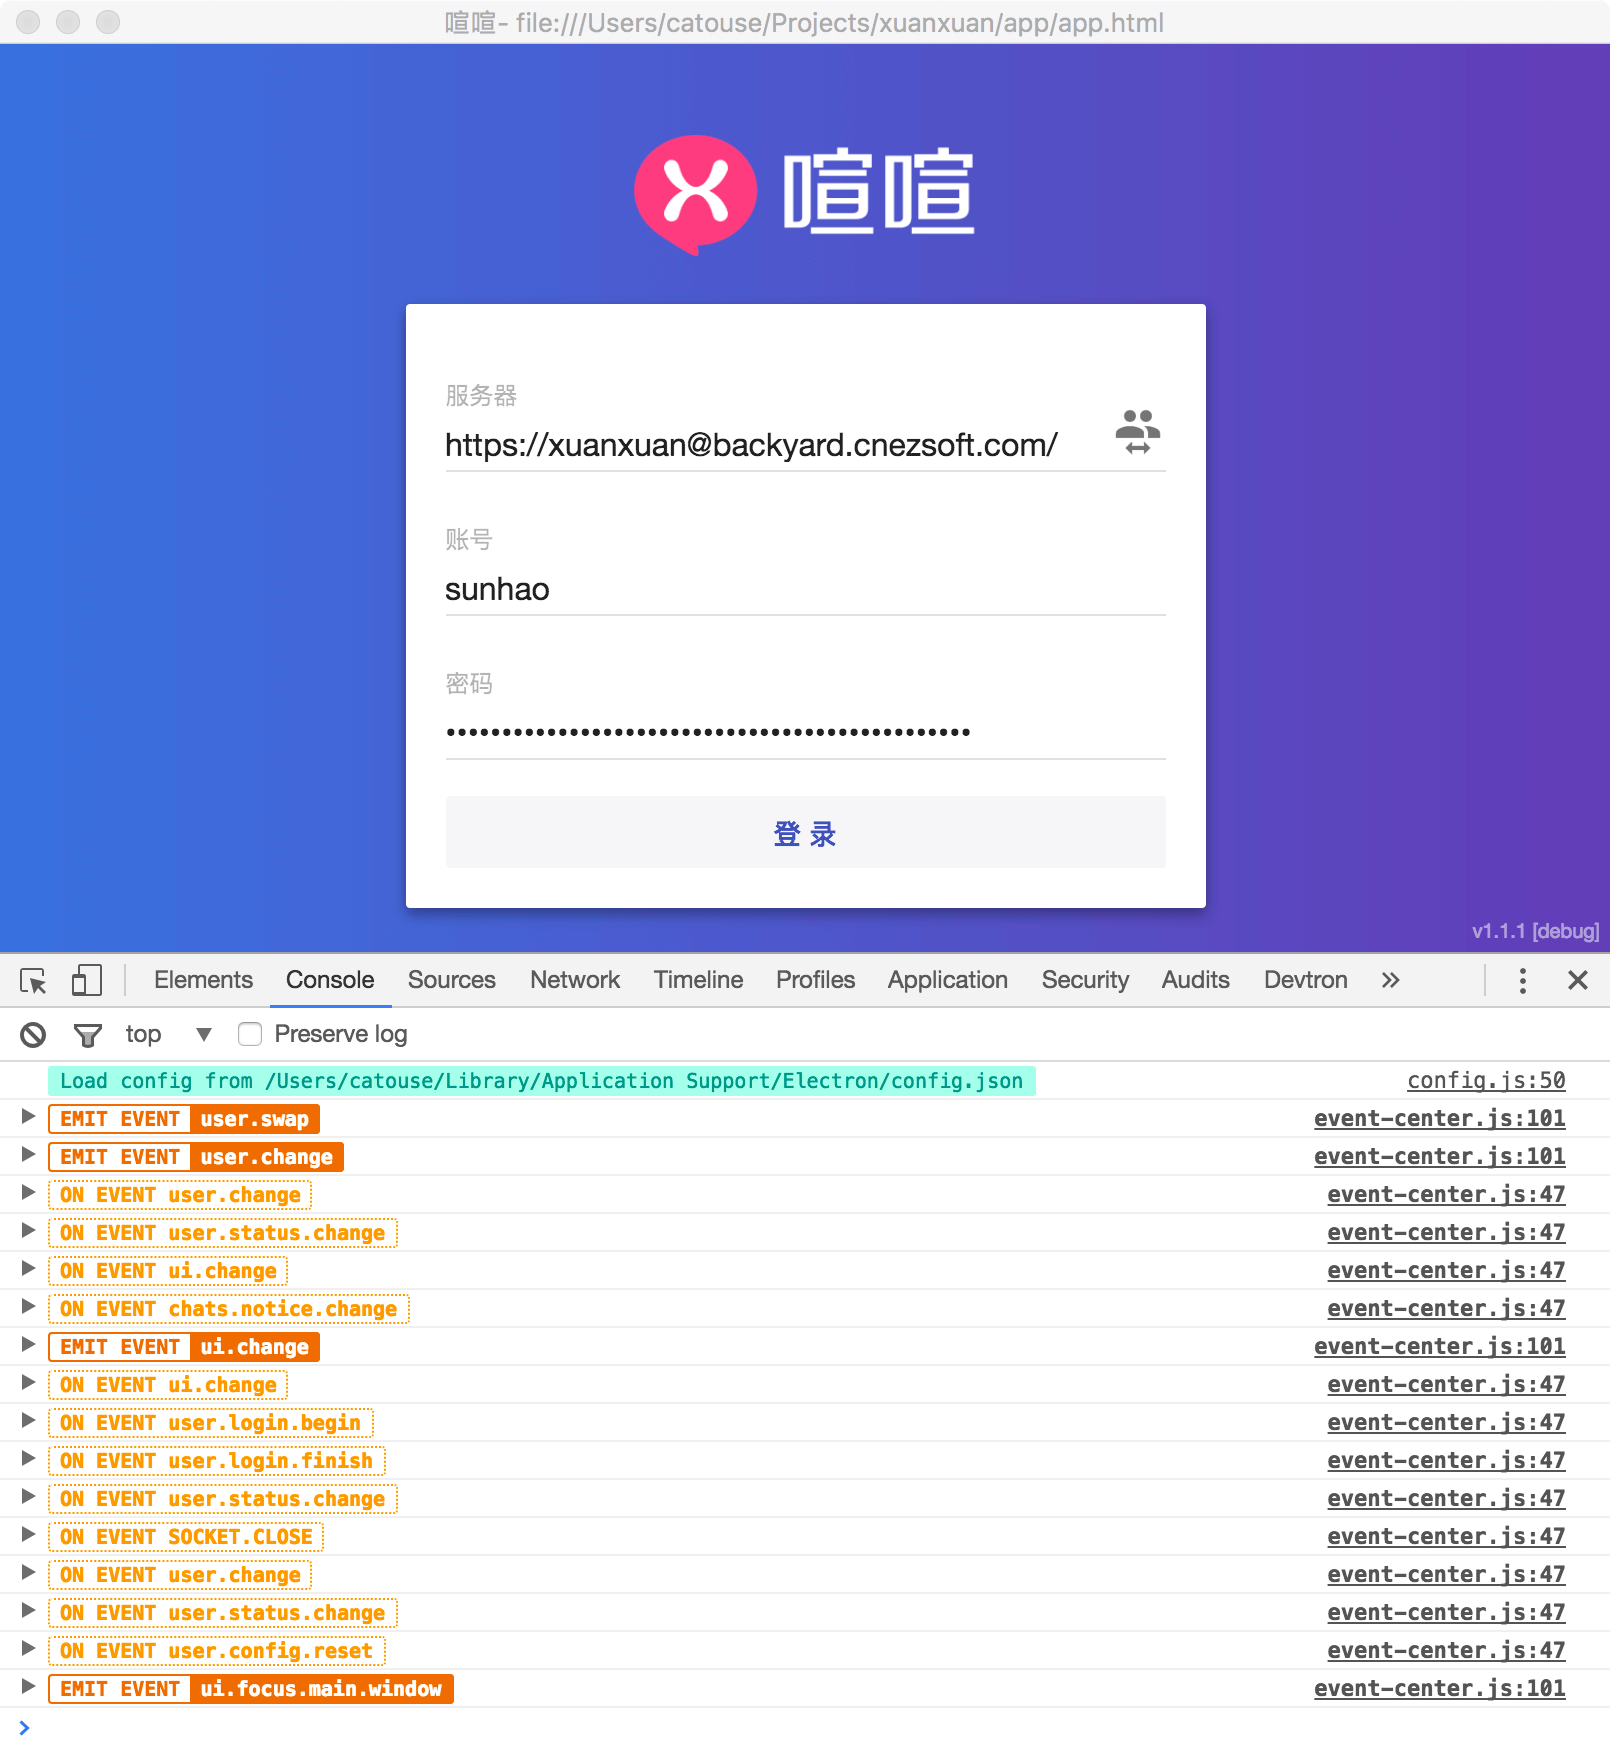 喧喧- file:///Users/catouse/Projects/xuanxuan/app/app.html
喧喧
服务器
https://xuanxuan@backyard.cnezsoft.com/
账号
sunhao
密码
登 录
v1.1.1 [debug]
Elements Console Sources Network Timeline Profiles Application Security Audits Devtron »
top ▼ Preserve log
Load config from /Users/catouse/Library/Application Support/Electron/config.json config.js:50
EMIT EVENT user.swap event-center.js:101
EMIT EVENT user.change event-center.js:101
ON EVENT user.change event-center.js:47
ON EVENT user.status.change event-center.js:47
ON EVENT ui.change event-center.js:47
ON EVENT chats.notice.change event-center.js:47
EMIT EVENT ui.change event-center.js:101
ON EVENT ui.change event-center.js:47
ON EVENT user.login.begin event-center.js:47
ON EVENT user.login.finish event-center.js:47
ON EVENT user.status.change event-center.js:47
ON EVENT SOCKET.CLOSE event-center.js:47
ON EVENT user.change event-center.js:47
ON EVENT user.status.change event-center.js:47
ON EVENT user.config.reset event-center.js:47
EMIT EVENT ui.focus.main.window event-center.js:101